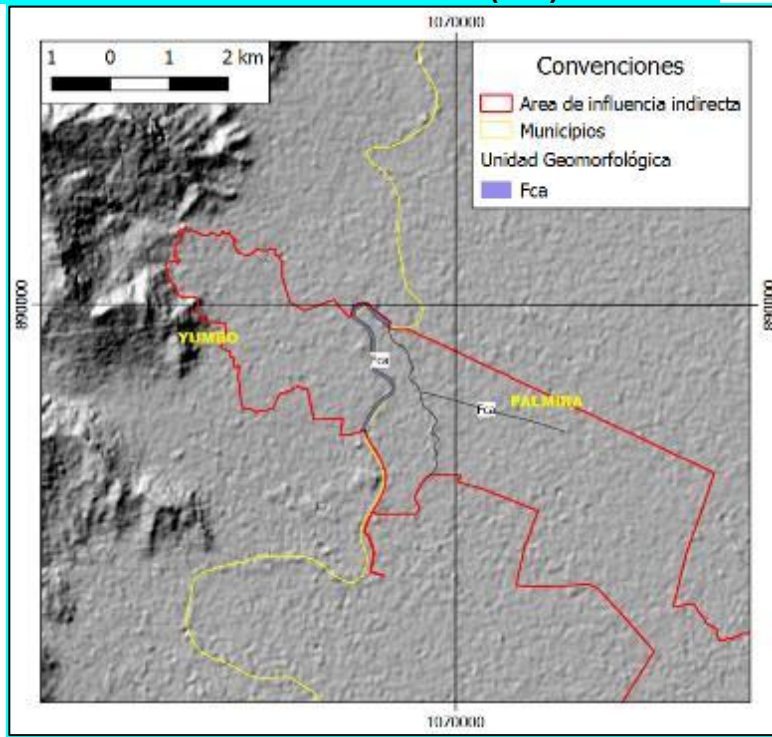 1070000
1 0 1 2 km
Convenciones
Area de influencia indirecta
Municipios
Unidad Geomorfológica
Fca
890000
890000
YUMBO
Fca
PALMIRA
Fca
1070000